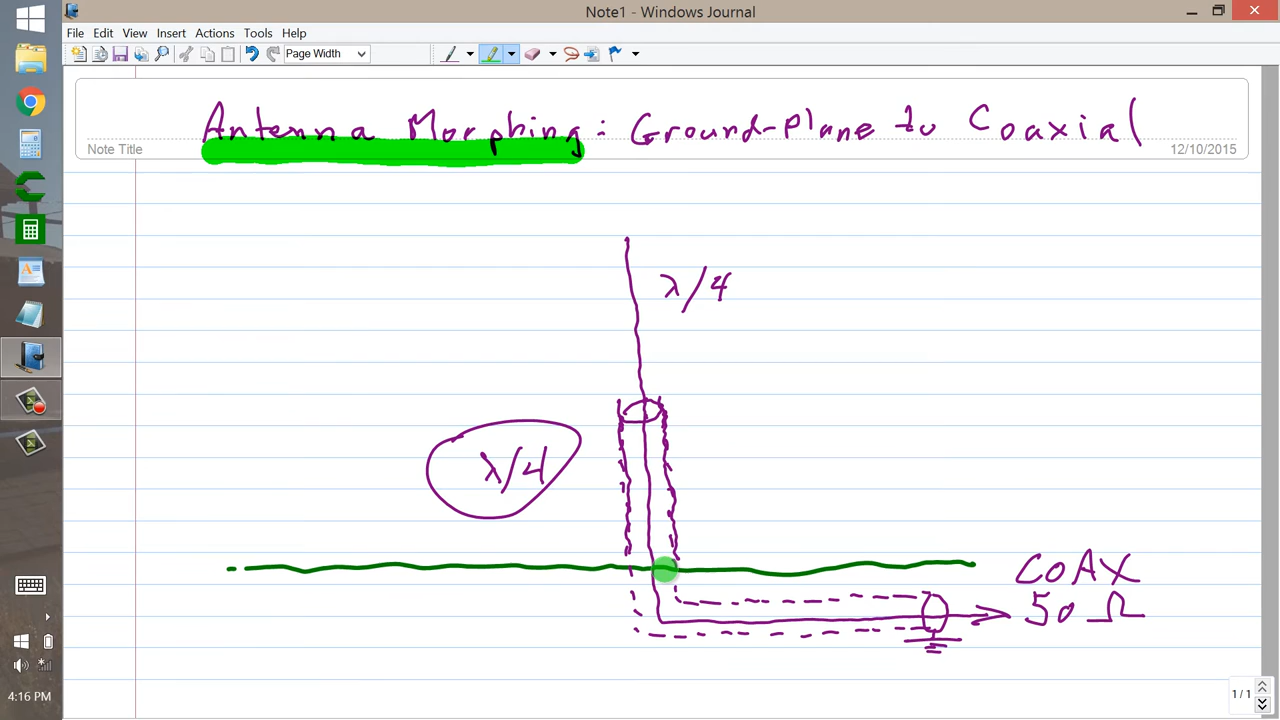 Note1 - Windows Journal
File Edit View Insert Actions Tools Help
Page Width
Antenna Morphing: Ground-Plane to Coaxial
Note Title
12/10/2015
λ/4
λ/4
COAX
50 Ω
1/1
4:16 PM